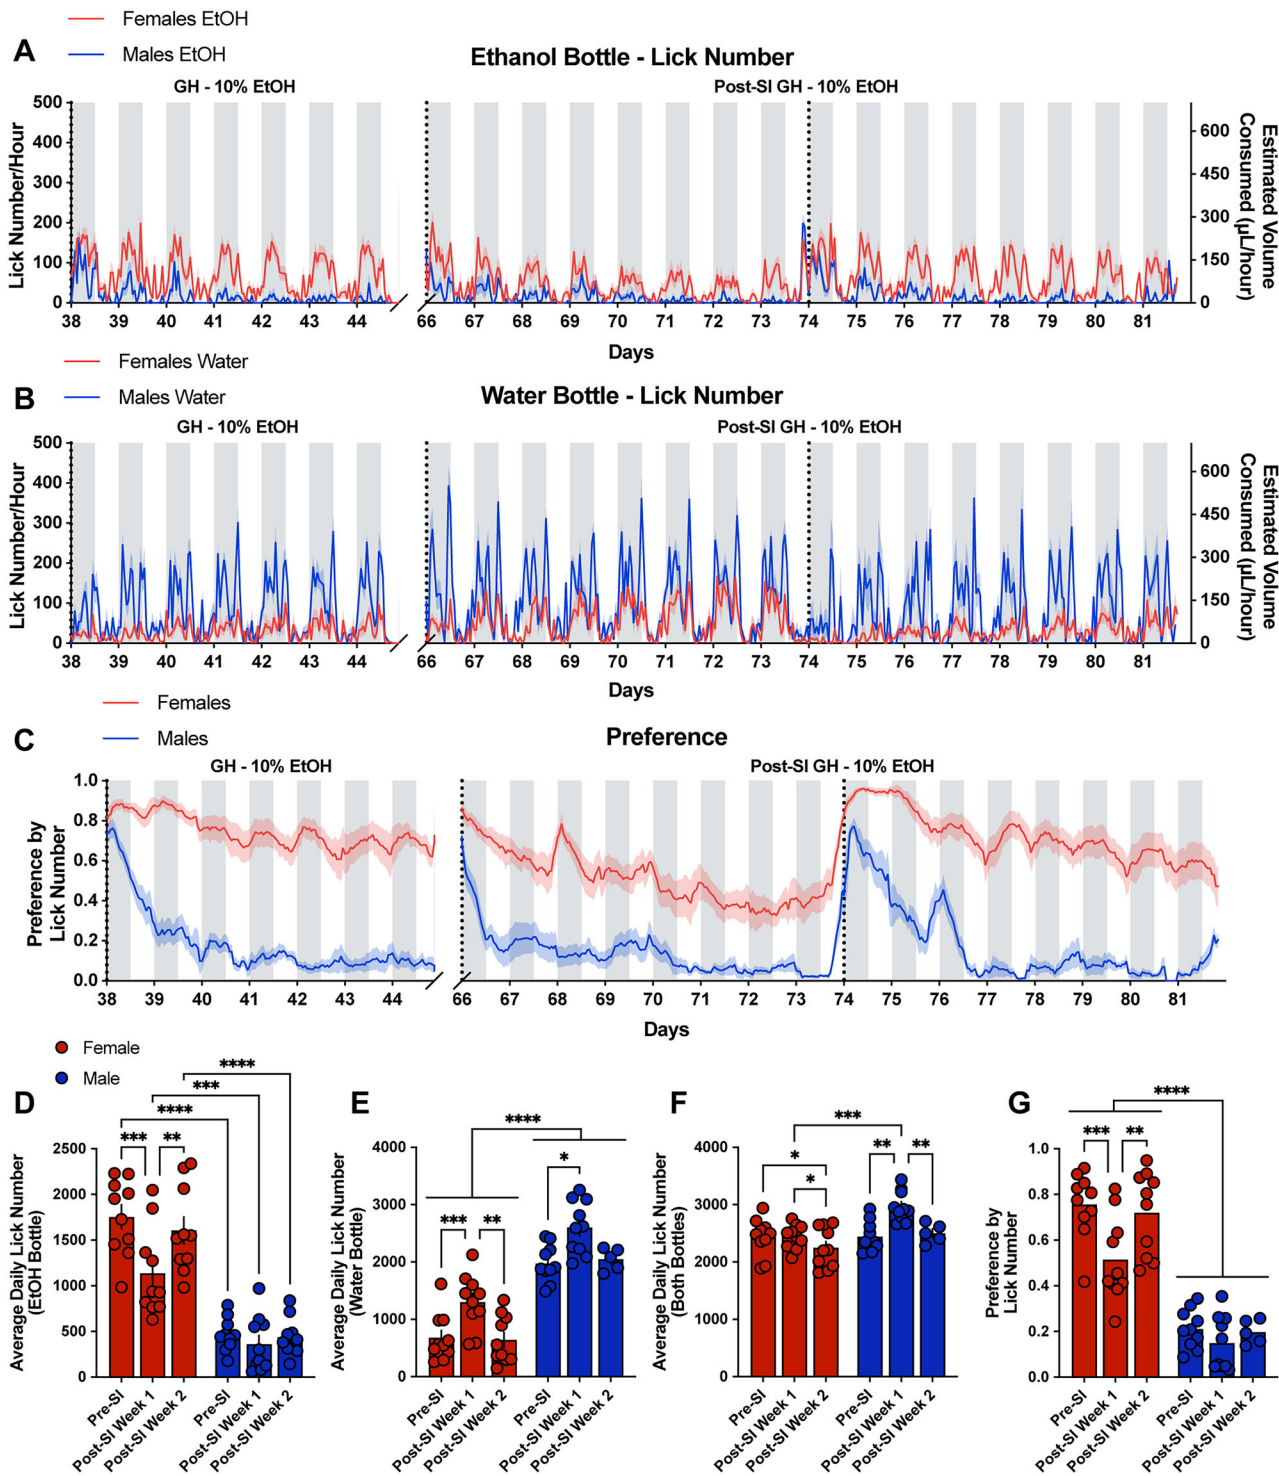 Females EtOH
Males EtOH
A
Ethanol Bottle - Lick Number
GH - 10% EtOH
Post-SI GH - 10% EtOH
Lick Number/Hour
500
400
300
200
100
0
600
450
300
150
0
Estimated Volume
Consumed (μL/hour)
38 39 40 41 42 43 44 66 67 68 69 70 71 72 73 74 75 76 77 78 79 80 81
Days
Females Water
Males Water
B
Water Bottle - Lick Number
GH - 10% EtOH
Post-SI GH - 10% EtOH
Lick Number/Hour
500
400
300
200
100
0
600
450
300
150
0
Estimated Volume
Consumed (μL/hour)
38 39 40 41 42 43 44 66 67 68 69 70 71 72 73 74 75 76 77 78 79 80 81
Days
Females
Males
C
Preference
GH - 10% EtOH
Post-SI GH - 10% EtOH
Preference by
Lick Number
1.0
0.8
0.6
0.4
0.2
0.0
38 39 40 41 42 43 44 66 67 68 69 70 71 72 73 74 75 76 77 78 79 80 81
Days
Female
Male
D
Average Daily Lick Number
(EtOH Bottle)
2500
2000
1500
1000
500
0
****
***
****
***
**
Pre-SI
Post-SI Week 1
Post-SI Week 2
Pre-SI
Post-SI Week 1
Post-SI Week 2
E
Average Daily Lick Number
(Water Bottle)
4000
3000
2000
1000
0
****
*
***
**
Pre-SI
Post-SI Week 1
Post-SI Week 2
Pre-SI
Post-SI Week 1
Post-SI Week 2
F
Average Daily Lick Number
(Both Bottles)
4000
3000
2000
1000
0
***
*
**
**
*
Pre-SI
Post-SI Week 1
Post-SI Week 2
Pre-SI
Post-SI Week 1
Post-SI Week 2
G
Preference by
Lick Number
1.0
0.8
0.6
0.4
0.2
0.0
****
***
**
Pre-SI
Post-SI Week 1
Post-SI Week 2
Pre-SI
Post-SI Week 1
Post-SI Week 2